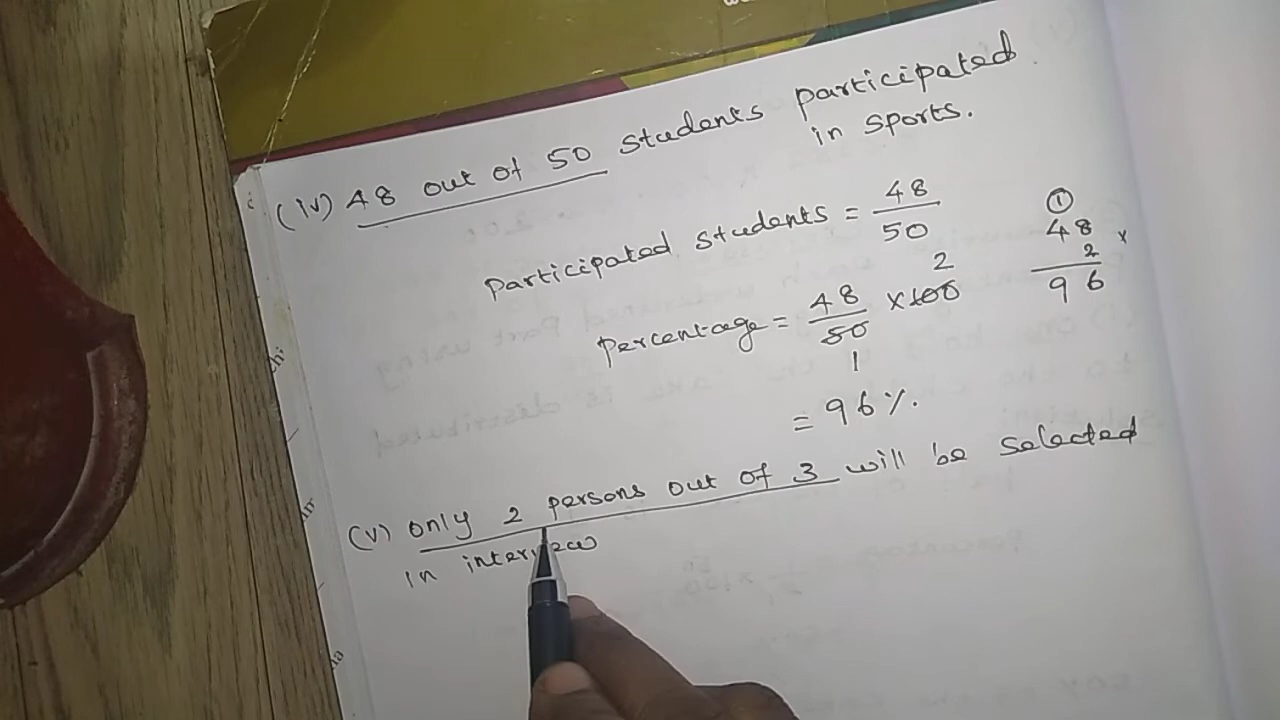 (iv) 48 out of 50 students participated
in sports.
Participated students = 48/50
①
48
2 ×
96
2
Percentage = 48/50 ×100
1
= 96%.
(v) only 2 persons out of 3 will be selected
in interview